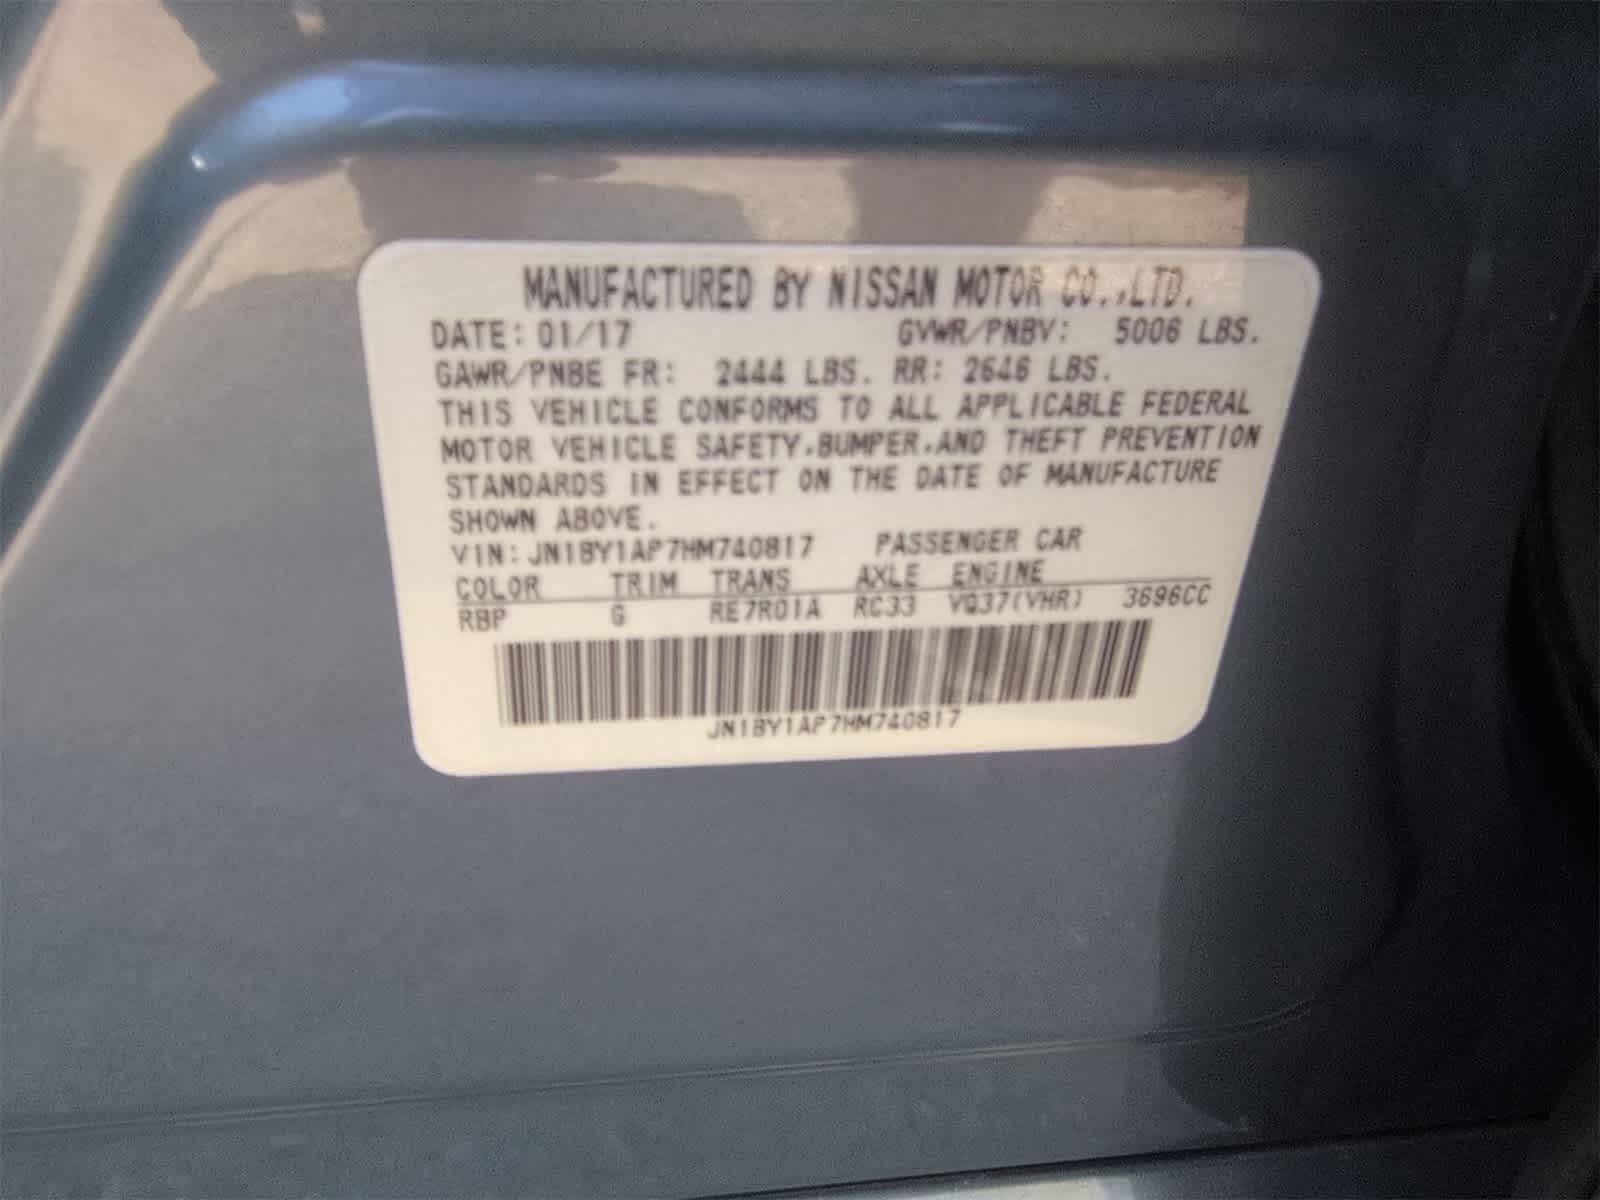 MANUFACTURED BY NISSAN MOTOR CO.,LTD.
DATE: 01/17 GVWR/PNBV: 5006 LBS.
GAWR/PNBE FR: 2444 LBS. RR: 2646 LBS.
THIS VEHICLE CONFORMS TO ALL APPLICABLE FEDERAL
MOTOR VEHICLE SAFETY,BUMPER,AND THEFT PREVENTION
STANDARDS IN EFFECT ON THE DATE OF MANUFACTURE
SHOWN ABOVE.
VIN: JN1BY1AP7HM740817 PASSENGER CAR
COLOR TRIM TRANS AXLE ENGINE
RBP G RE7R01A RC33 VQ37(VHR) 3696CC
JN1BY1AP7HM740817